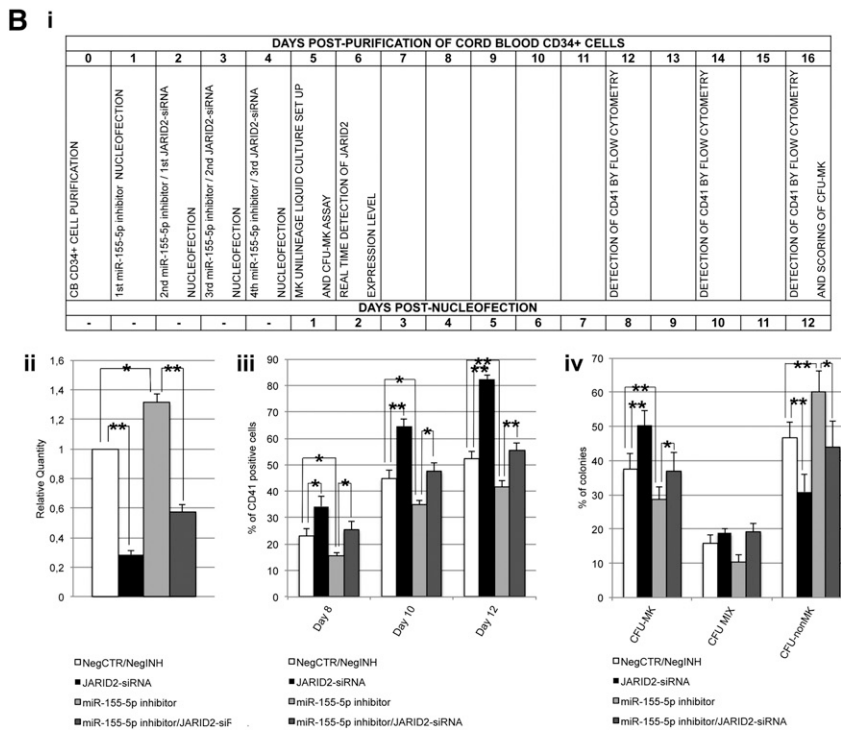 B i
DAYS POST-PURIFICATION OF CORD BLOOD CD34+ CELLS
0 1 2 3 4 5 6 7 8 9 10 11 12 13 14 15 16
CB CD34+ CELL PURIFICATION
1st miR-155-5p inhibitor NUCLEOFECTION
2nd miR-155-5p inhibitor / 1st JARID2-siRNA
NUCLEOFECTION
3rd miR-155-5p inhibitor / 2nd JARID2-siRNA
NUCLEOFECTION
4th miR-155-5p inhibitor / 3rd JARID2-siRNA
NUCLEOFECTION
MK UNILINEAGE LIQUID CULTURE SET UP
AND CFU-MK ASSAY
REAL TIME DETECTION OF JARID2
EXPRESSION LEVEL
DETECTION OF CD41 BY FLOW CYTOMETRY
DETECTION OF CD41 BY FLOW CYTOMETRY
DETECTION OF CD41 BY FLOW CYTOMETRY
AND SCORING OF CFU-MK
DAYS POST-NUCLEOFECTION
- - - - - 1 2 3 4 5 6 7 8 9 10 11 12
ii
1,6
1,4
1,2
1
0,8
0,6
0,4
0,2
0
Relative Quantity
* **
**
NegCTR/NegINH
JARID2-siRNA
miR-155-5p inhibitor
miR-155-5p inhibitor/JARID2-siF
iii
90
80
70
60
50
40
30
20
10
0
% of CD41 positive cells
*
* *
*
** *
**
** **
Day 8 Day 10 Day 12
NegCTR/NegINH
JARID2-siRNA
miR-155-5p inhibitor
miR-155-5p inhibitor/JARID2-siRNA
iv
70
60
50
40
30
20
10
0
% of colonies
**
** *
** *
**
CFU-MK CFU MIX CFU-nonMK
NegCTR/NegINH
JARID2-siRNA
miR-155-5p inhibitor
miR-155-5p inhibitor/JARID2-siRNA